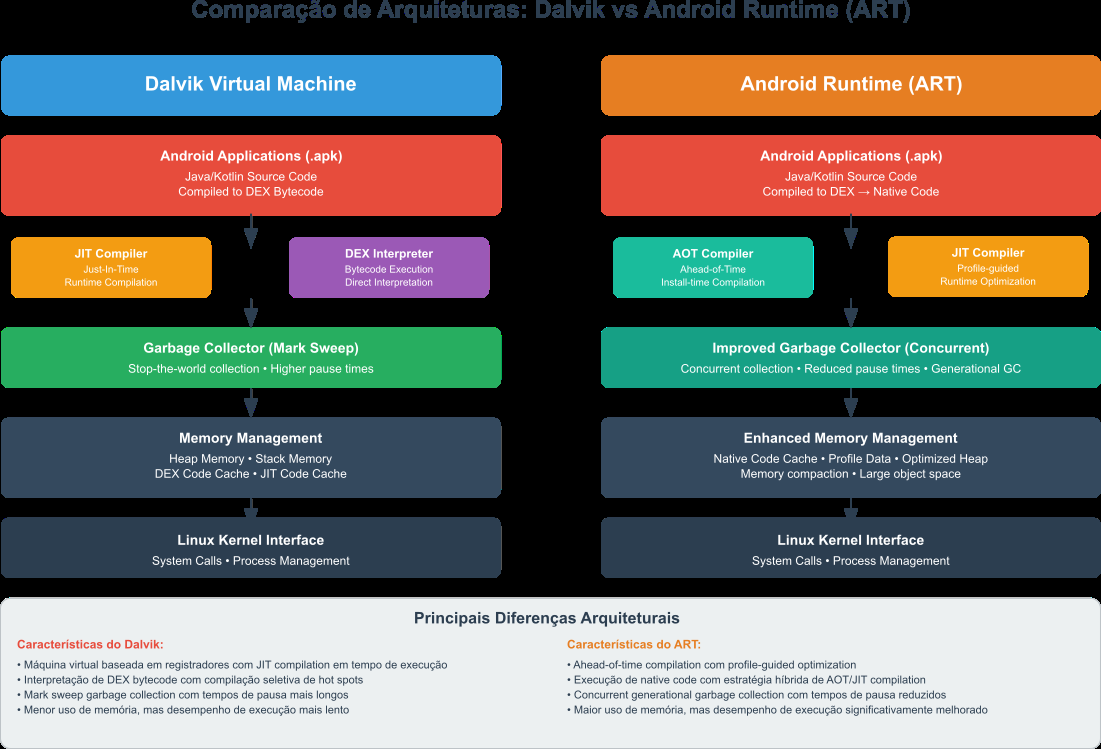 Comparação de Arquiteturas: Dalvik vs Android Runtime (ART)
Dalvik Virtual Machine
Android Applications (.apk)
Java/Kotlin Source Code
Compiled to DEX Bytecode
JIT Compiler
Just-In-Time
Runtime Compilation
DEX Interpreter
Bytecode Execution
Direct Interpretation
Garbage Collector (Mark Sweep)
Stop-the-world collection • Higher pause times
Memory Management
Heap Memory • Stack Memory
DEX Code Cache • JIT Code Cache
Linux Kernel Interface
System Calls • Process Management
Android Runtime (ART)
Android Applications (.apk)
Java/Kotlin Source Code
Compiled to DEX → Native Code
AOT Compiler
Ahead-of-Time
Install-time Compilation
JIT Compiler
Profile-guided
Runtime Optimization
Improved Garbage Collector (Concurrent)
Concurrent collection • Reduced pause times • Generational GC
Enhanced Memory Management
Native Code Cache • Profile Data • Optimized Heap
Memory compaction • Large object space
Linux Kernel Interface
System Calls • Process Management
Principais Diferenças Arquiteturais
Características do Dalvik:
• Máquina virtual baseada em registradores com JIT compilation em tempo de execução
• Interpretação de DEX bytecode com compilação seletiva de hot spots
• Mark sweep garbage collection com tempos de pausa mais longos
• Menor uso de memória, mas desempenho de execução mais lento
Características do ART:
• Ahead-of-time compilation com profile-guided optimization
• Execução de native code com estratégia híbrida de AOT/JIT compilation
• Concurrent generational garbage collection com tempos de pausa reduzidos
• Maior uso de memória, mas desempenho de execução significativamente melhorado